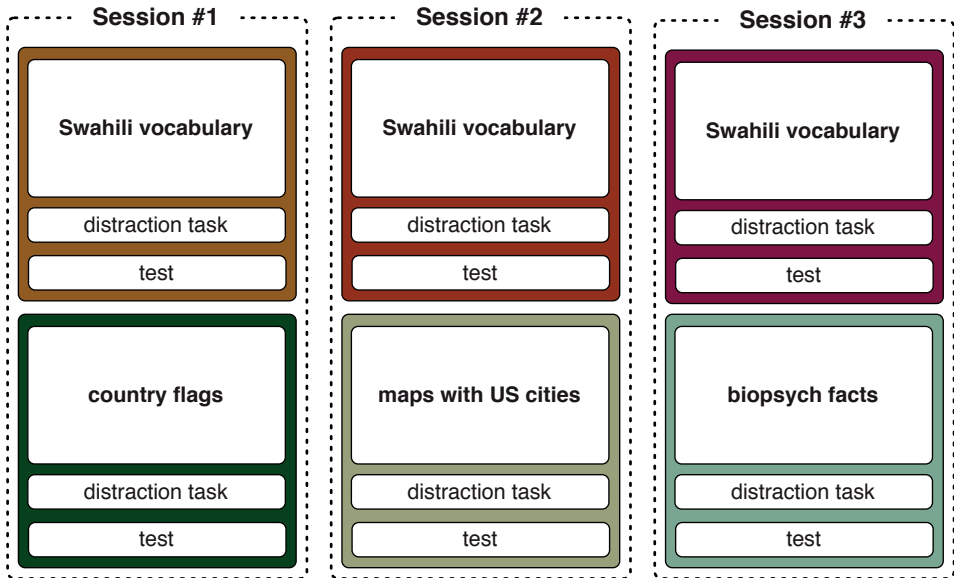 Session #1
Swahili vocabulary
distraction task
test
country flags
distraction task
test
Session #2
Swahili vocabulary
distraction task
test
maps with US cities
distraction task
test
Session #3
Swahili vocabulary
distraction task
test
biopsych facts
distraction task
test